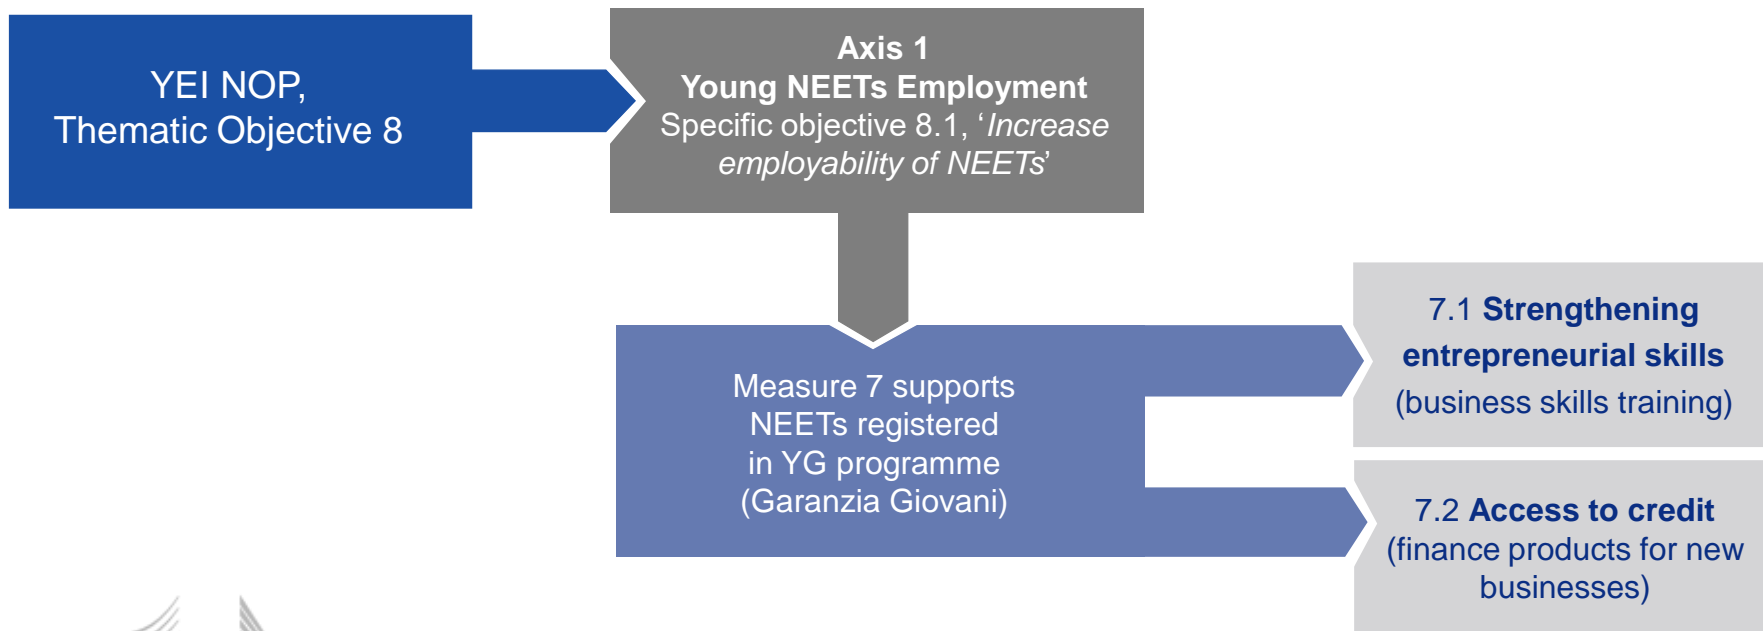 YEI NOP,
Thematic Objective 8
Axis 1
Young NEETs Employment
Specific objective 8.1, ‘Increase
employability of NEETs’
Measure 7 supports
NEETs registered
in YG programme
(Garanzia Giovani)
7.1 Strengthening
entrepreneurial skills
(business skills training)
7.2 Access to credit
(finance products for new
businesses)